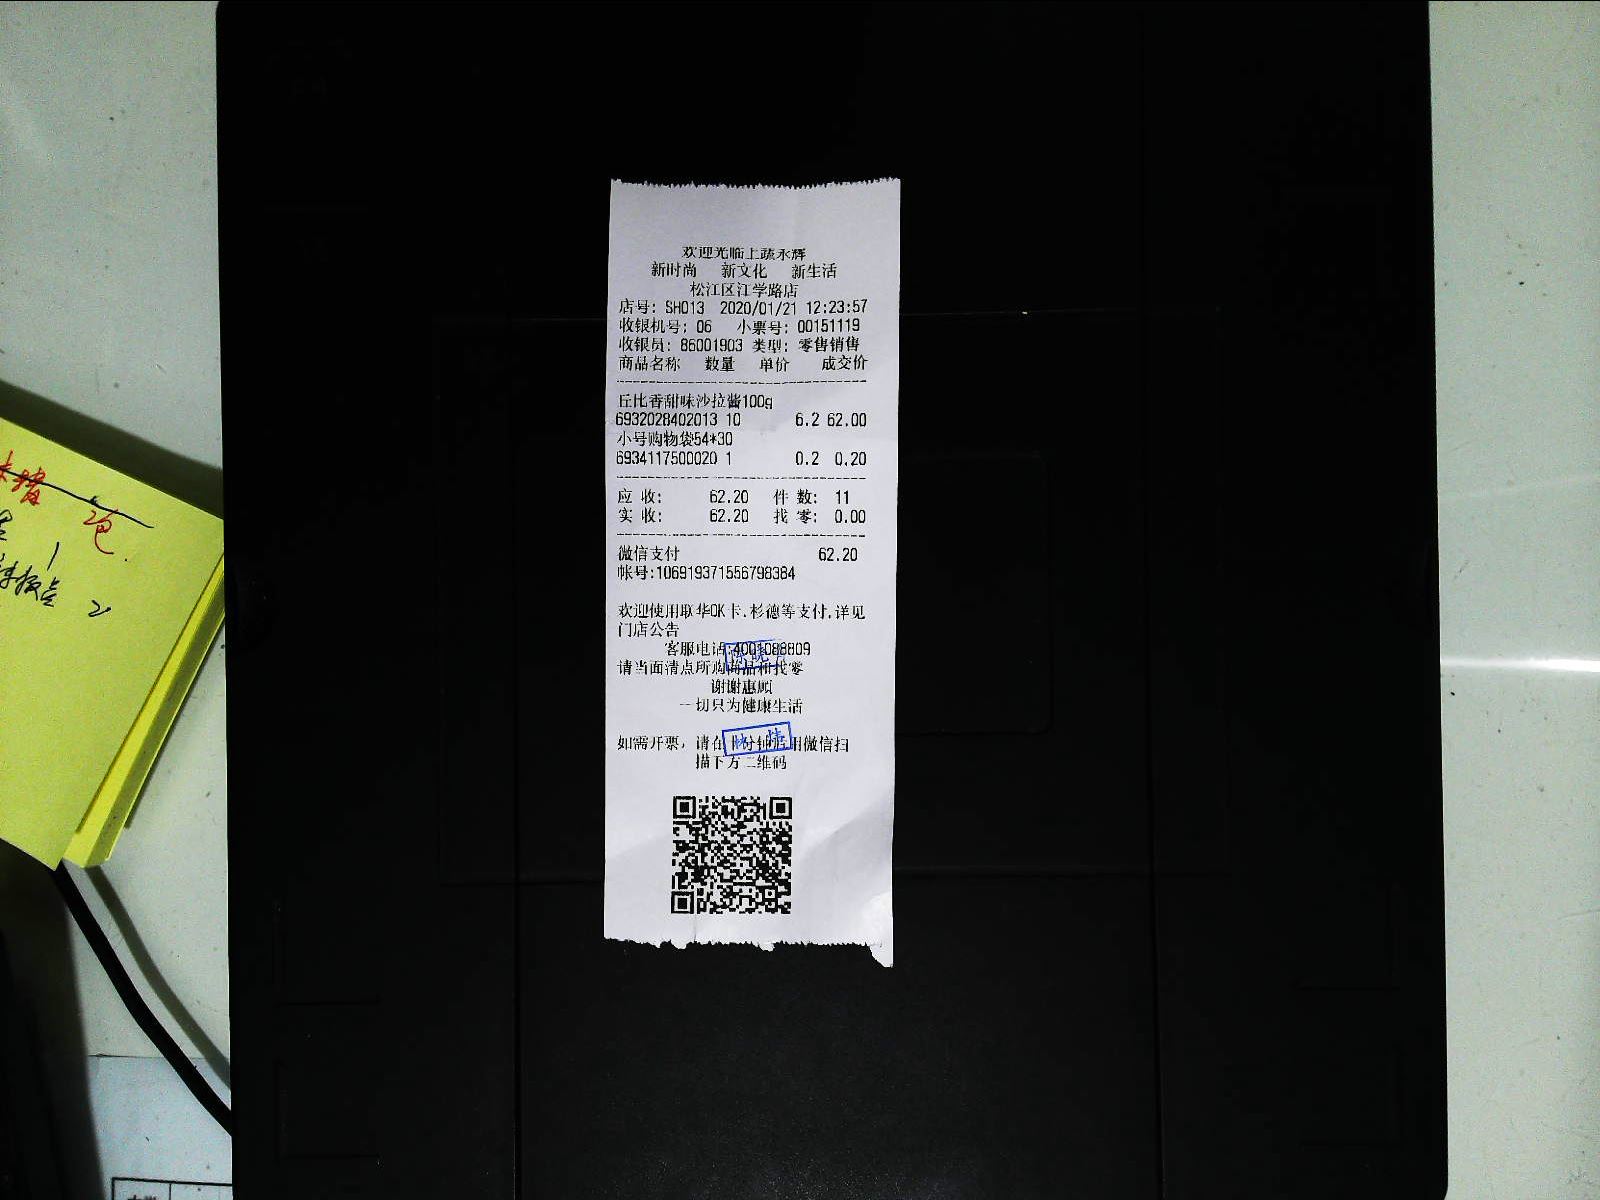 欢迎光临上蔬永辉
新时尚 新文化 新生活
松江区江学路店
店号: SH013 2020/01/21 12:23:57
收银机号: 06 小票号: 00151119
收银员: 86001903 类型: 零售销售
商品名称 数量 单价 成交价
丘比香甜味沙拉酱100g
6932028402013 10 6.2 62.00
小号购物袋54*30
6934117500020 1 0.2 0.20
应 收: 62.20 件 数: 11
实 收: 62.20 找 零: 0.00
微信支付 62.20
帐号:106919371556798384
欢迎使用联华OK卡,杉德等支付,详见
门店公告
客服电话 4001088809
请当面清点所购商品和找零
谢谢惠顾
一切只为健康生活
如需开票, 请在 分钟后用微信扫
描下方二维码
包
1
2